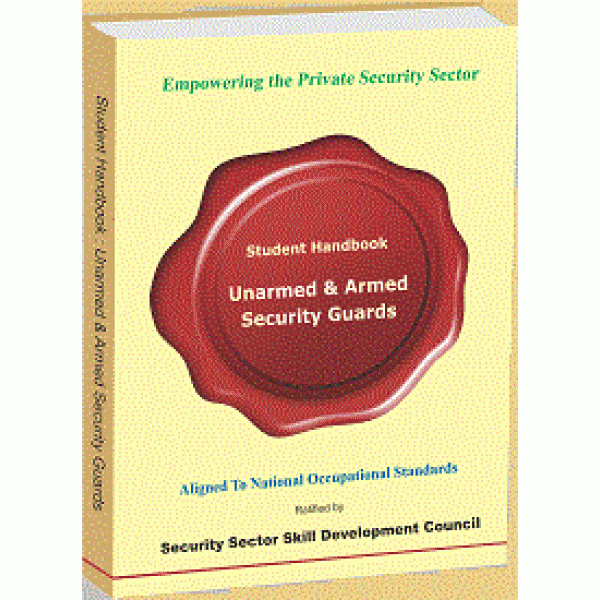 Empowering the Private Security Sector
Student Handbook
Unarmed & Armed
Security Guards
Aligned To National Occupational Standards
Ratified by
Security Sector Skill Development Council
Student Handbook : Unarmed & Armed Security Guards